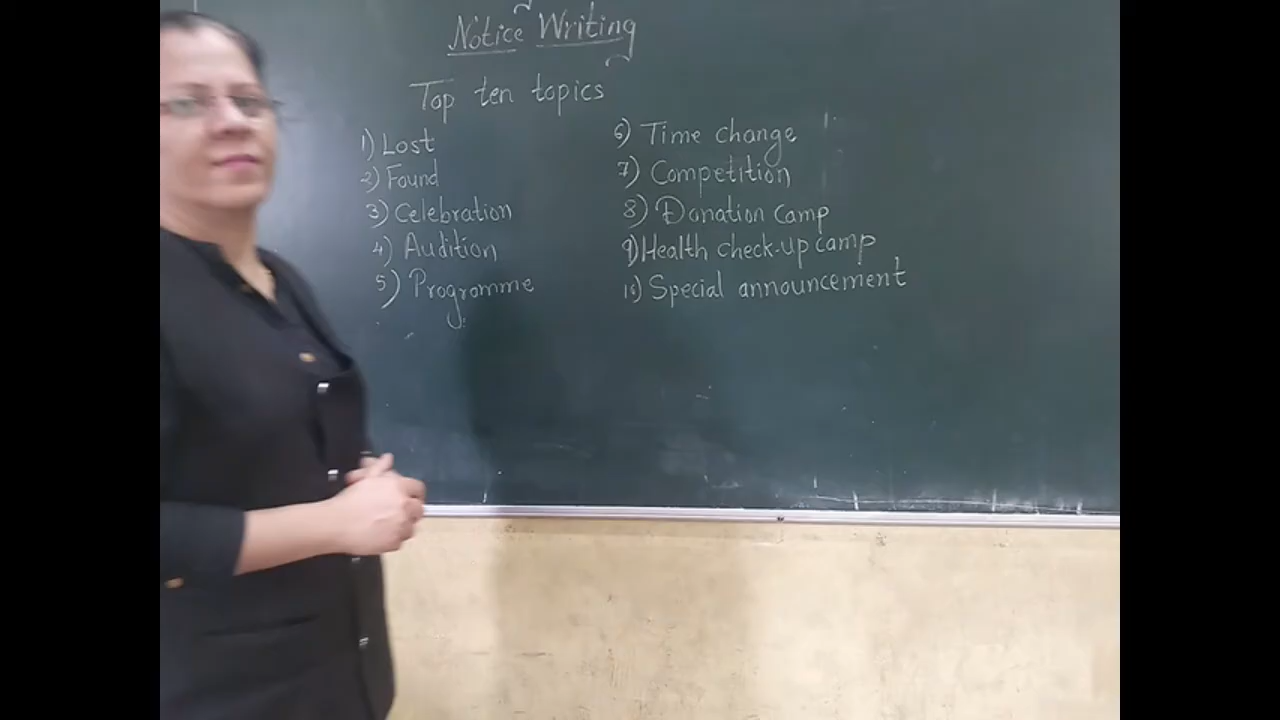 Notice Writing
Top ten topics
1) Lost
2) Found
3) Celebration
4) Audition
5) Programme
6) Time change
7) Competition
8) Donation camp
9) Health check-up camp
10) Special announcement